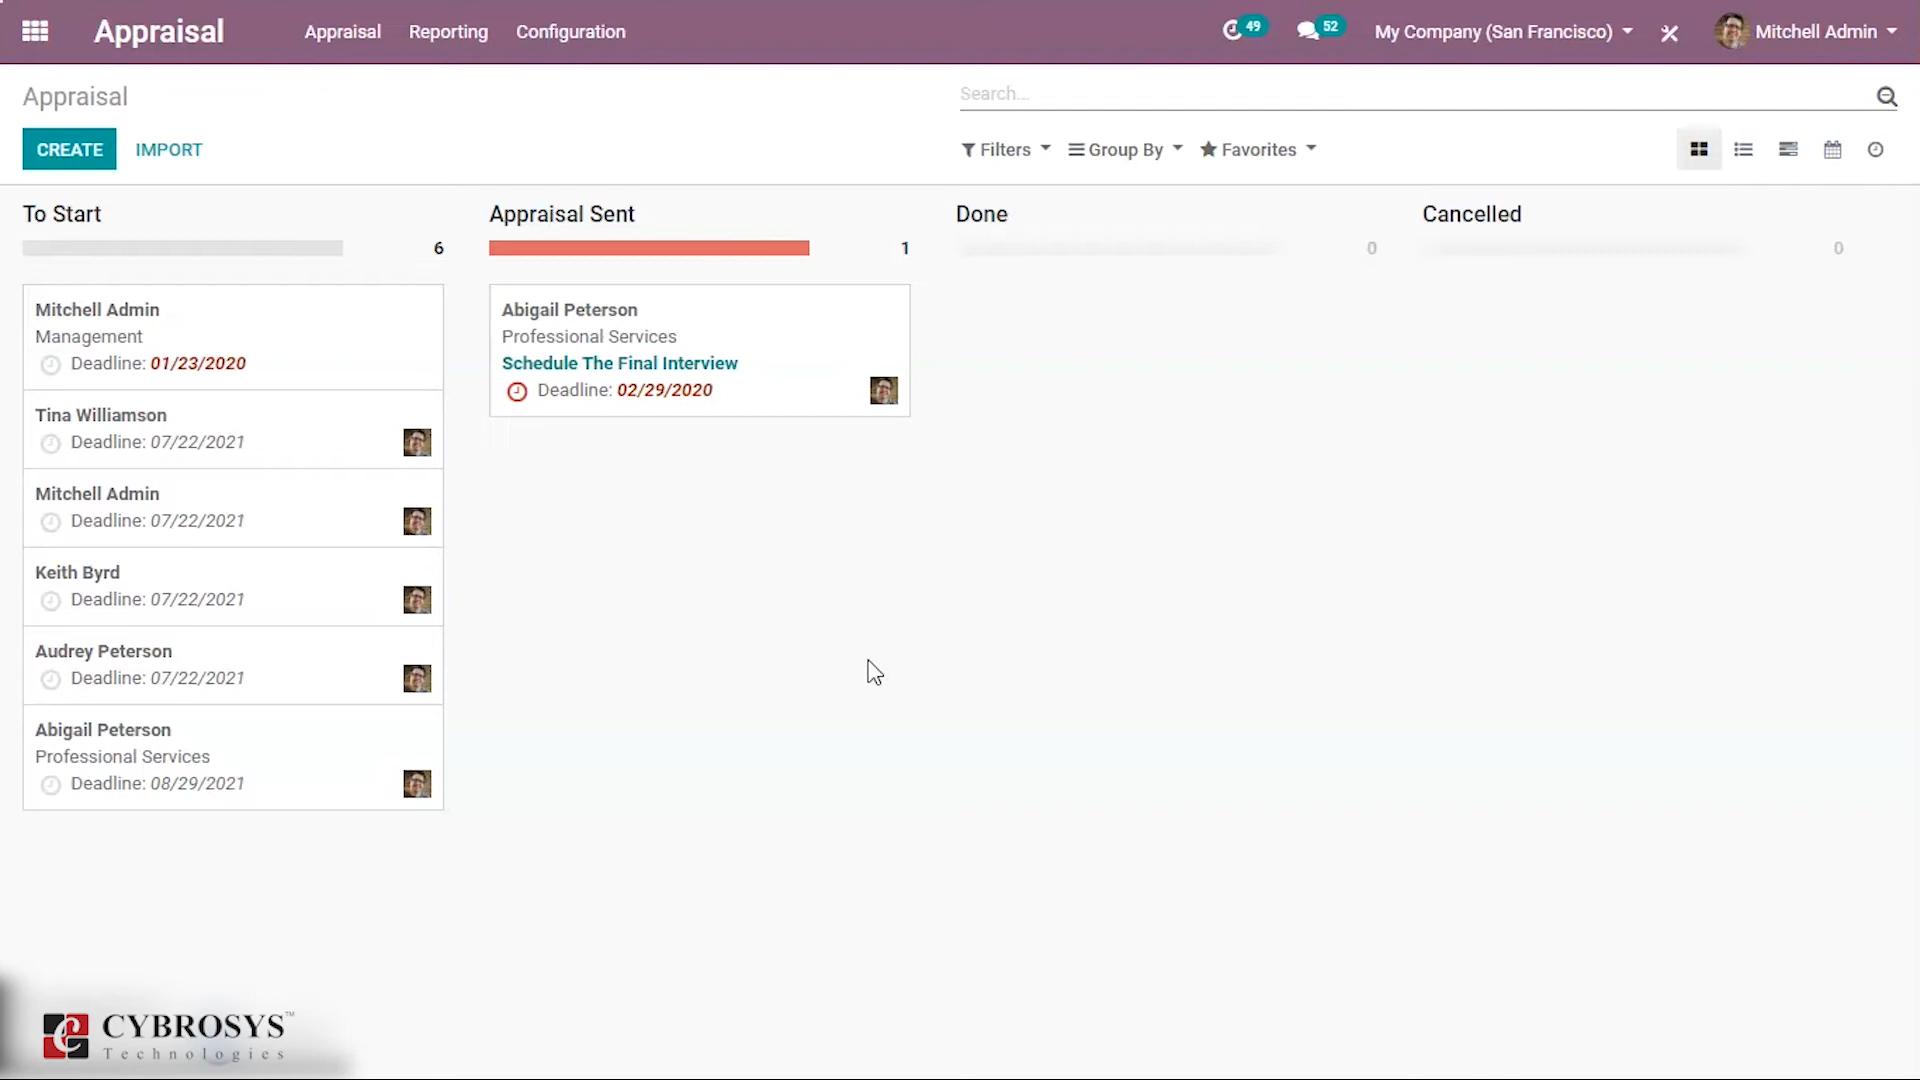 Appraisal
Appraisal Reporting Configuration
49 52 My Company (San Francisco) Mitchell Admin
Appraisal
Search...
CREATE IMPORT
Filters Group By Favorites
To Start
6
Appraisal Sent
1
Done
0
Cancelled
0
Mitchell Admin
Management
Deadline: 01/23/2020
Tina Williamson
Deadline: 07/22/2021
Mitchell Admin
Deadline: 07/22/2021
Keith Byrd
Deadline: 07/22/2021
Audrey Peterson
Deadline: 07/22/2021
Abigail Peterson
Professional Services
Deadline: 08/29/2021
Abigail Peterson
Professional Services
Schedule The Final Interview
Deadline: 02/29/2020
CYBROSYS™
Technologies